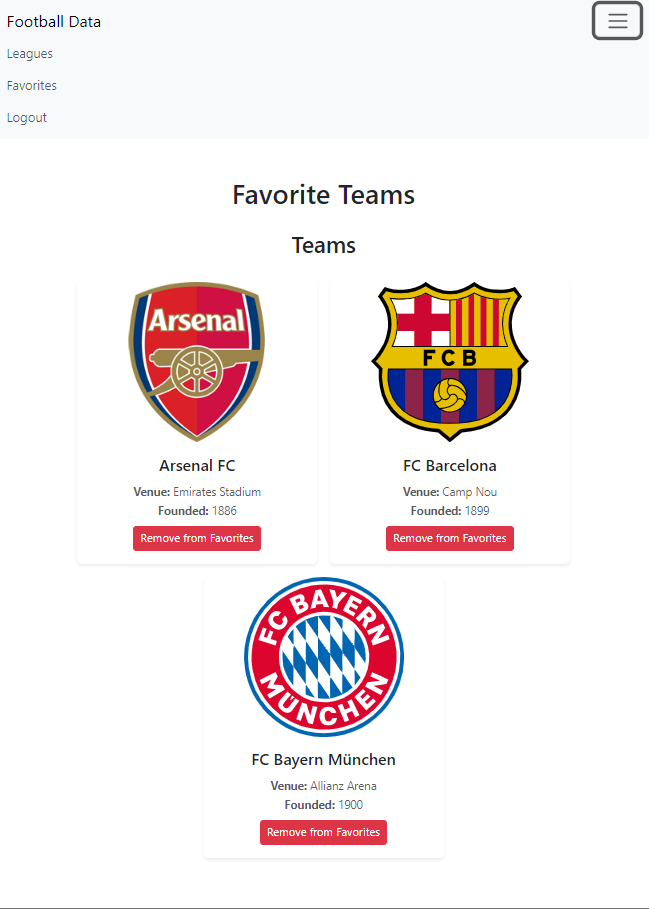 Football Data
Leagues
Favorites
Logout
Favorite Teams
Teams
Arsenal
FCB
Arsenal FC
FC Barcelona
Venue: Emirates Stadium
Venue: Camp Nou
Founded: 1886
Founded: 1899
Remove from Favorites
Remove from Favorites
FC BAYERN
MÜNCHEN
FC Bayern München
Venue: Allianz Arena
Founded: 1900
Remove from Favorites